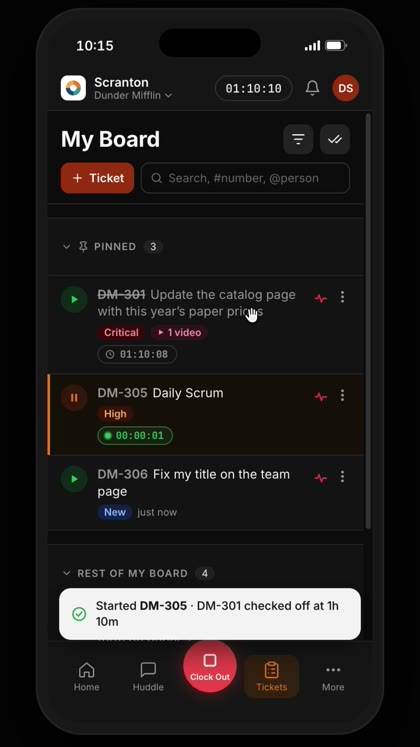 10:15
Scranton
Dunder Mifflin
01:10:10
DS
My Board
+ Ticket
Search, #number, @person
PINNED 3
DM-301 Update the catalog page
with this year's paper prices
Critical
1 video
01:10:08
DM-305 Daily Scrum
High
00:00:01
DM-306 Fix my title on the team
page
New just now
REST OF MY BOARD 4
Started DM-305 · DM-301 checked off at 1h
10m
Clock Out
Home
Huddle
Tickets
More